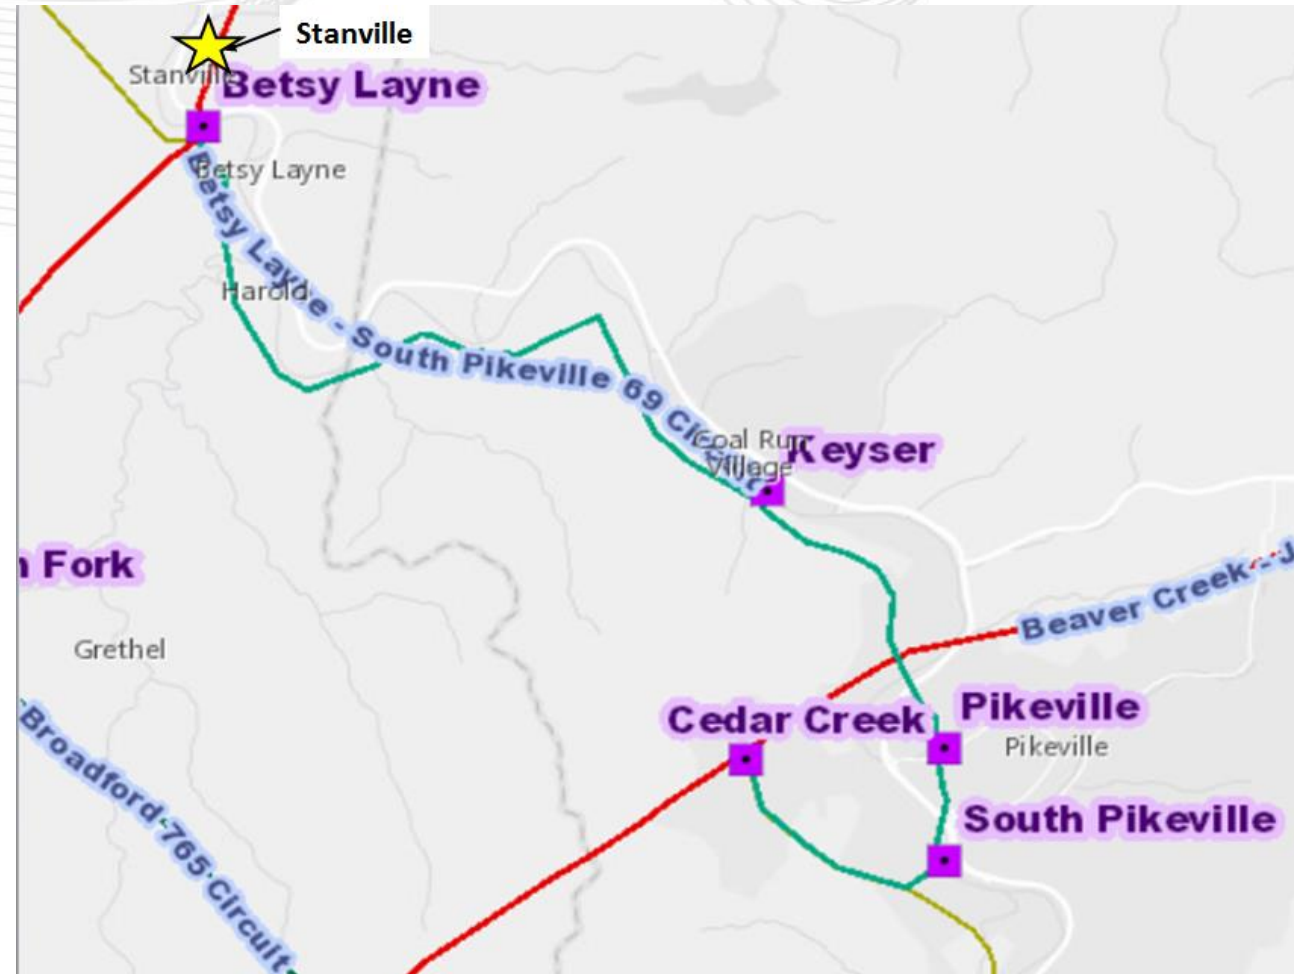 Stanville
Stanville
Betsy Layne
Betsy Layne
Betsy Layne - South Pikeville 69 Circuit
Harold
Coal Run
Village
Keyser
Fork
Beaver Creek - J
Grethel
Cedar Creek
Pikeville
Pikeville
Broadford 765 Circuit
South Pikeville